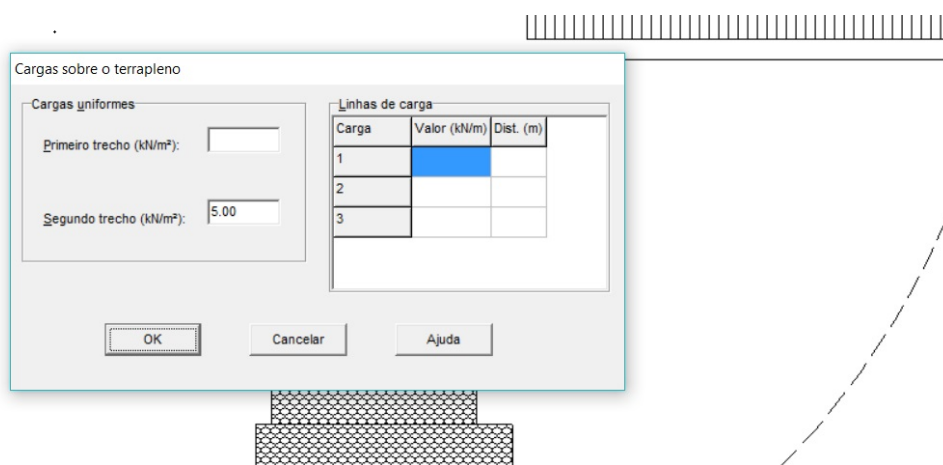 Cargas sobre o terrapleno
Cargas uniformes
Primeiro trecho (kN/m²):
Segundo trecho (kN/m²):
5.00
Linhas de carga
Carga Valor (kN/m) Dist. (m)
1
2
3
OK Cancelar Ajuda